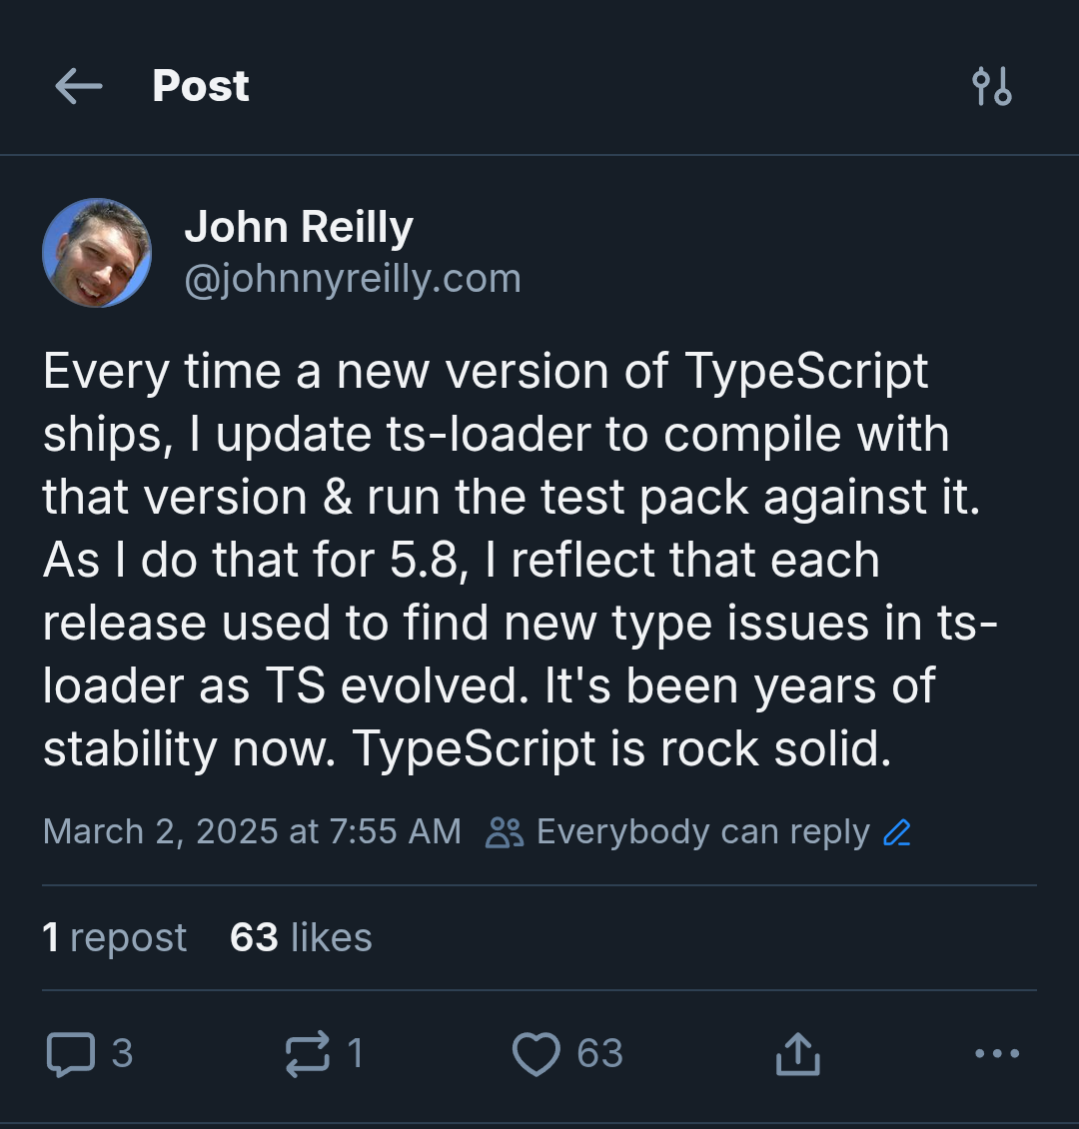 Post
John Reilly
@johnnyreilly.com
Every time a new version of TypeScript
ships, I update ts-loader to compile with
that version & run the test pack against it.
As I do that for 5.8, I reflect that each
release used to find new type issues in ts-
loader as TS evolved. It's been years of
stability now. TypeScript is rock solid.
March 2, 2025 at 7:55 AM Everybody can reply
1 repost 63 likes
3 1 63